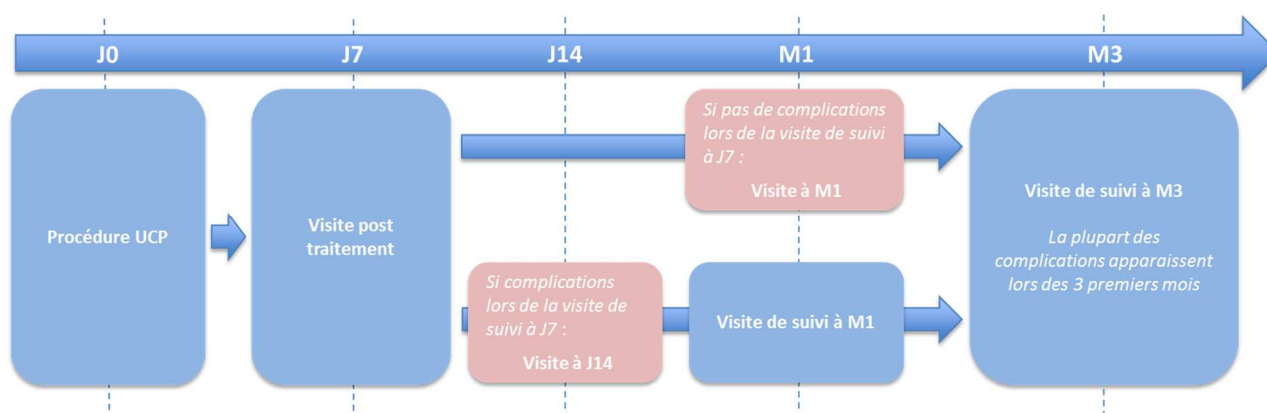 J0
J7
J14
M1
M3
Procédure UCP
Visite post
traitement
Si pas de complications
lors de la visite de suivi
à J7 :
Visite à M1
Si complications
lors de la visite de
suivi à J7 :
Visite à J14
Visite de suivi à M1
Visite de suivi à M3
La plupart des
complications apparaissent
lors des 3 premiers mois